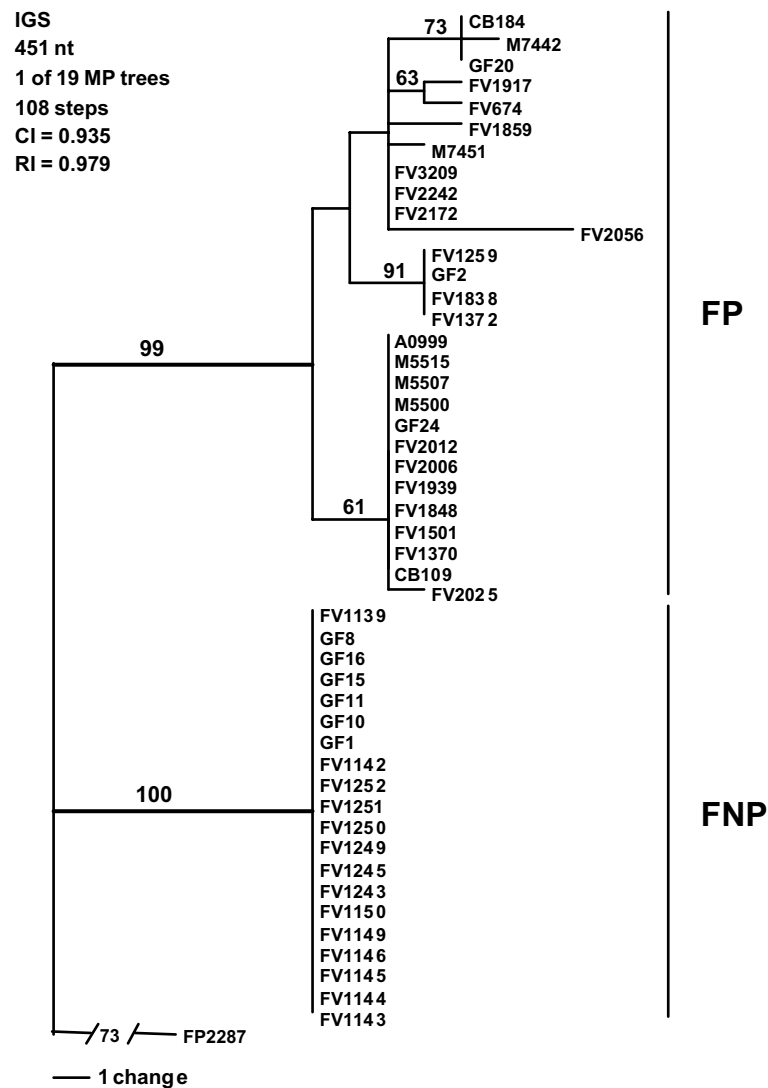 IGS
451 nt
1 of 19 MP trees
108 steps
CI = 0.935
RI = 0.979
73
CB184
M7442
GF20
63
FV1917
FV674
FV1859
M7451
FV3209
FV2242
FV2172
FV2056
91
FV1259
GF2
FV1838
FV1372
FP
99
A0999
M5515
M5507
M5500
GF24
FV2012
FV2006
FV1939
61
FV1848
FV1501
FV1370
CB109
FV2025
FV1139
GF8
GF16
GF15
GF11
GF10
GF1
FV1142
100
FV1252
FV1251
FV1250
FV1249
FV1245
FV1243
FV1150
FV1149
FV1146
FV1145
FV1144
FV1143
FNP
73
FP2287
1 change